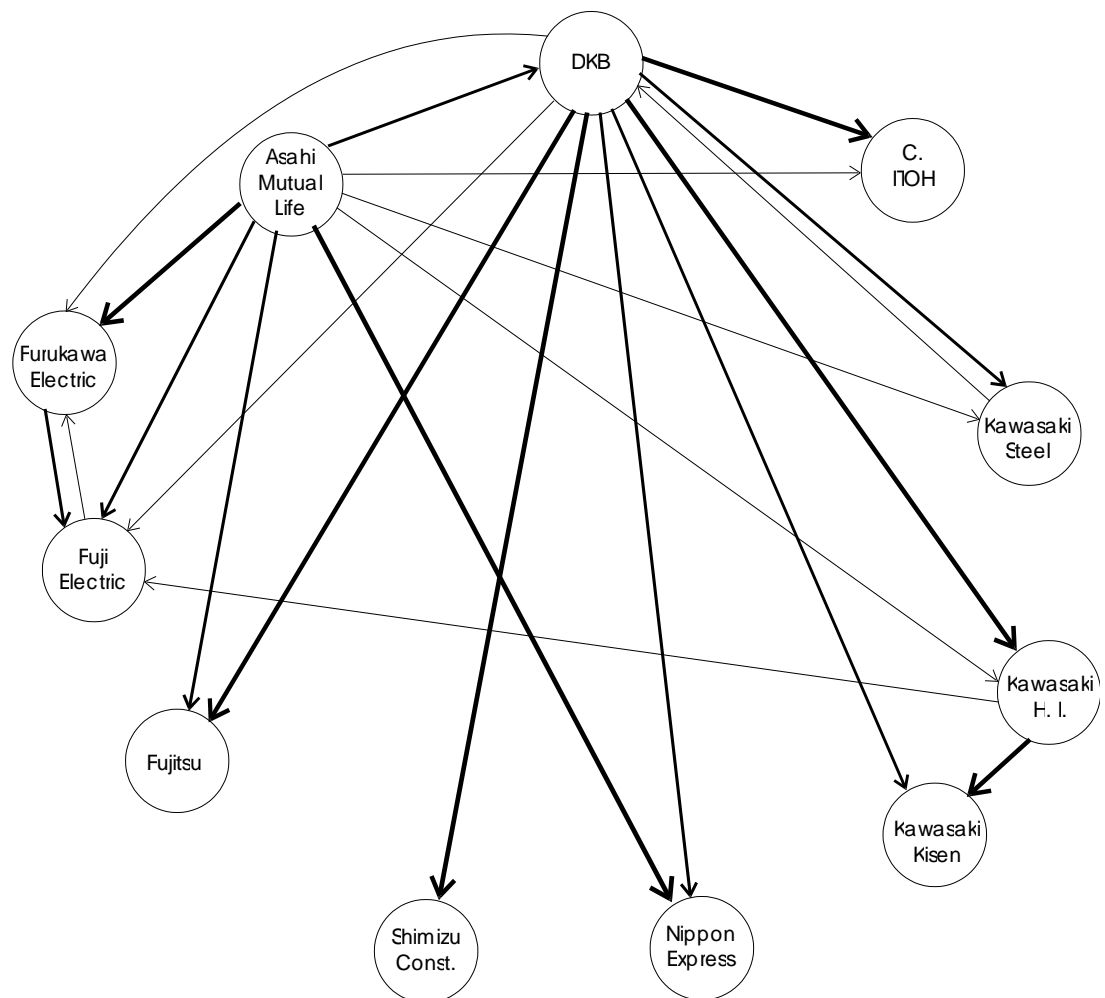 DKB
Asahi
Mutual
Life
C.
ITOH
Furukawa
Electric
Kawasaki
Steel
Fuji
Electric
Kawasaki
H. I.
Fujitsu
Kawasaki
Kisen
Shimizu
Const.
Nippon
Express